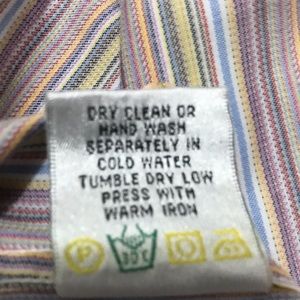 DRY CLEAN OR
HAND WASH
SEPARATELY IN
COLD WATER
TUMBLE DRY LOW
PRESS WITH
WARM IRON
P 30°C